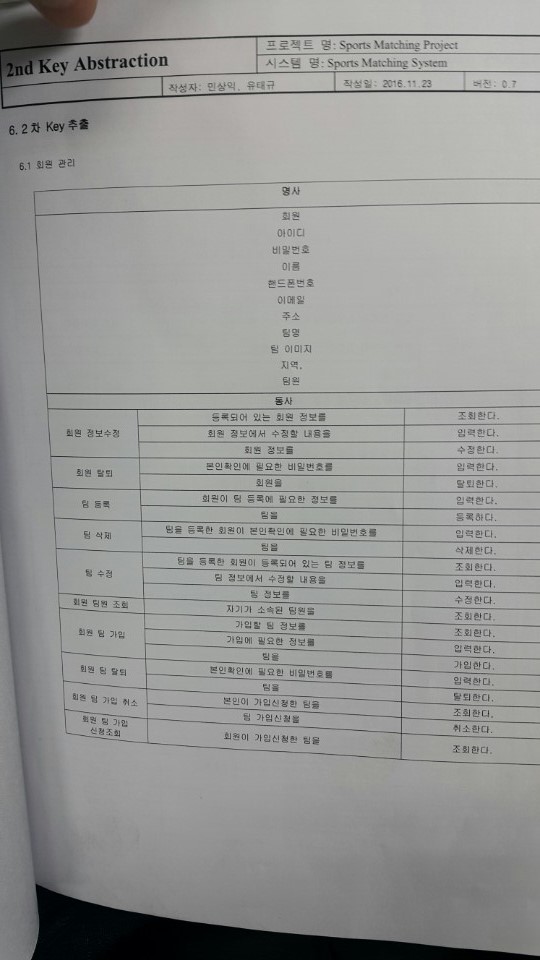 2nd Key Abstraction
프로젝트 명: Sports Matching Project
시스템 명: Sports Matching System
작성자: 민상익, 유태규
작성일: 2016.11.23
버전: 0.7
6. 2차 Key 추출
6.1 회원 관리
명사
회원
아이디
비밀번호
이름
핸드폰번호
이메일
주소
팀명
팀 이미지
지역,
팀원
동사
회원 정보수정
등록되어 있는 회원 정보를 조회한다.
회원 정보에서 수정할 내용을 입력한다.
회원 정보를 수정한다.
회원 탈퇴
본인확인에 필요한 비밀번호를 입력한다.
회원을 탈퇴한다.
팀 등록
회원이 팀 등록에 필요한 정보를 입력한다.
팀을 등록하다.
팀 삭제
팀을 등록한 회원이 본인확인에 필요한 비밀번호를 입력한다.
팀을 삭제한다.
팀 수정
팀을 등록한 회원이 등록되어 있는 팀 정보를 조회한다.
팀 정보에서 수정할 내용을 입력한다.
팀 정보를 수정한다.
회원 팀원 조회
자기가 소속된 팀원을 조회한다.
회원 팀 가입
가입할 팀 정보를 조회한다.
가입에 필요한 정보를 입력한다.
팀을 가입한다.
회원 팀 탈퇴
본인확인에 필요한 비밀번호를 입력한다.
팀을 탈퇴한다.
회원 팀 가입 취소
본인이 가입신청한 팀을 조회한다.
팀 가입신청을 취소한다.
회원 팀 가입
신청조회
회원이 가입신청한 팀을 조회한다.